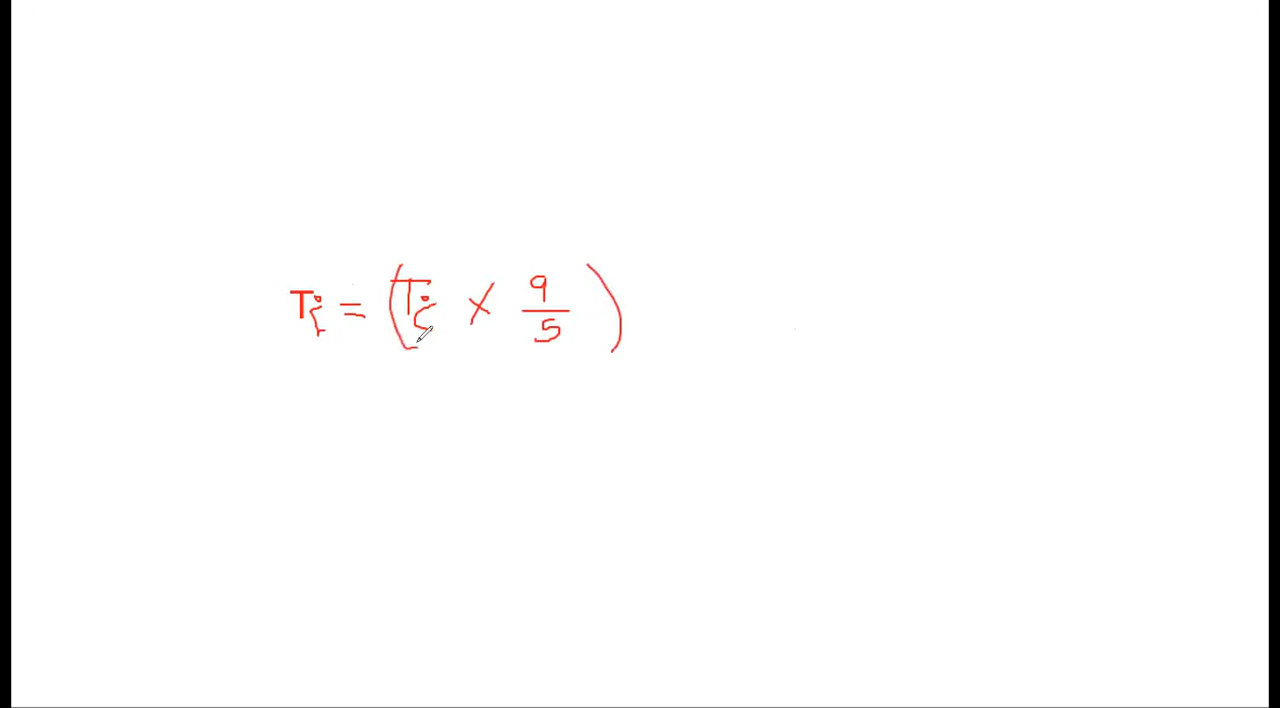 T°F = (T°C × 9/5)